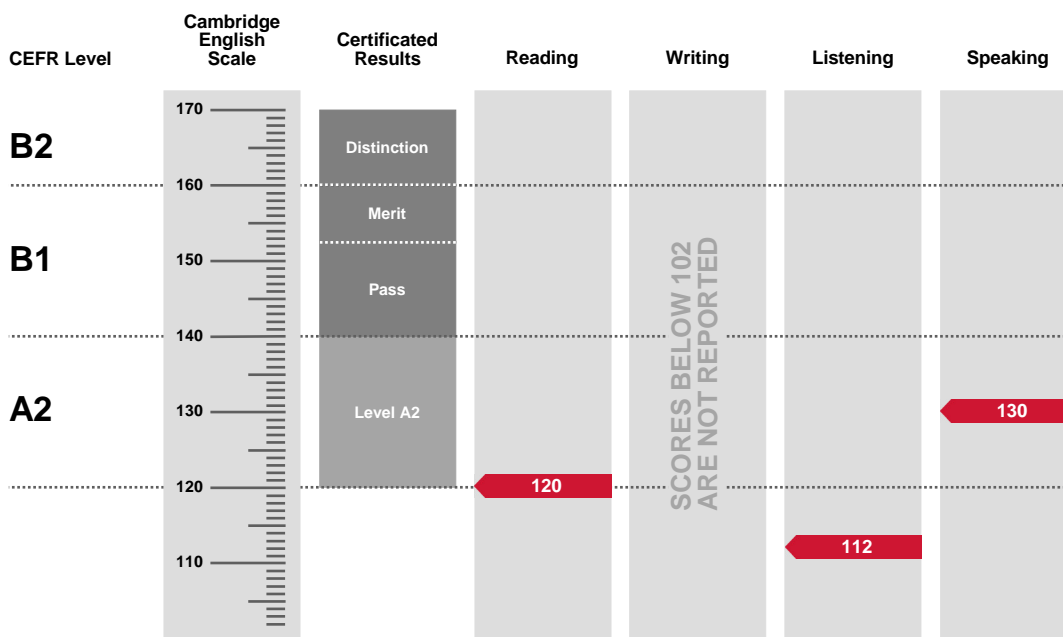 CEFR Level
Cambridge
English
Scale
Certificated
Results
Reading
Writing
Listening
Speaking
170
B2
Distinction
160
Merit
B1
150
Pass
140
A2
130
Level A2
130
120
120
112
110
SCORES BELOW 102
ARE NOT REPORTED